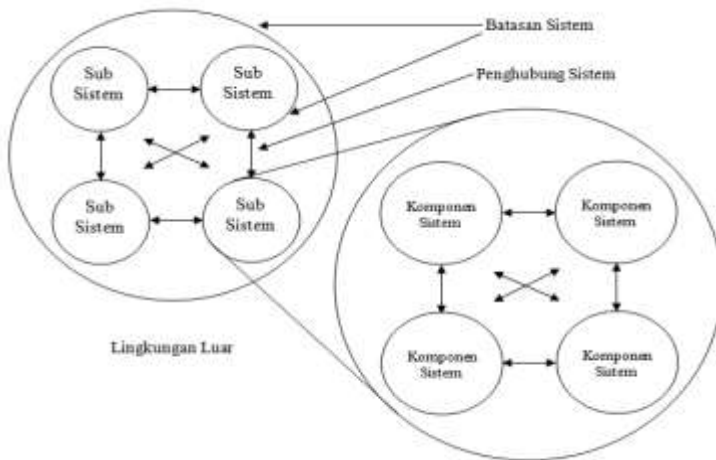 Batasan Sistem
Sub
Sistem
Sub
Sistem
Penghubung Sistem
Sub
Sistem
Sub
Sistem
Komponen
Sistem
Komponen
Sistem
Lingkungan Luar
Komponen
Sistem
Komponen
Sistem